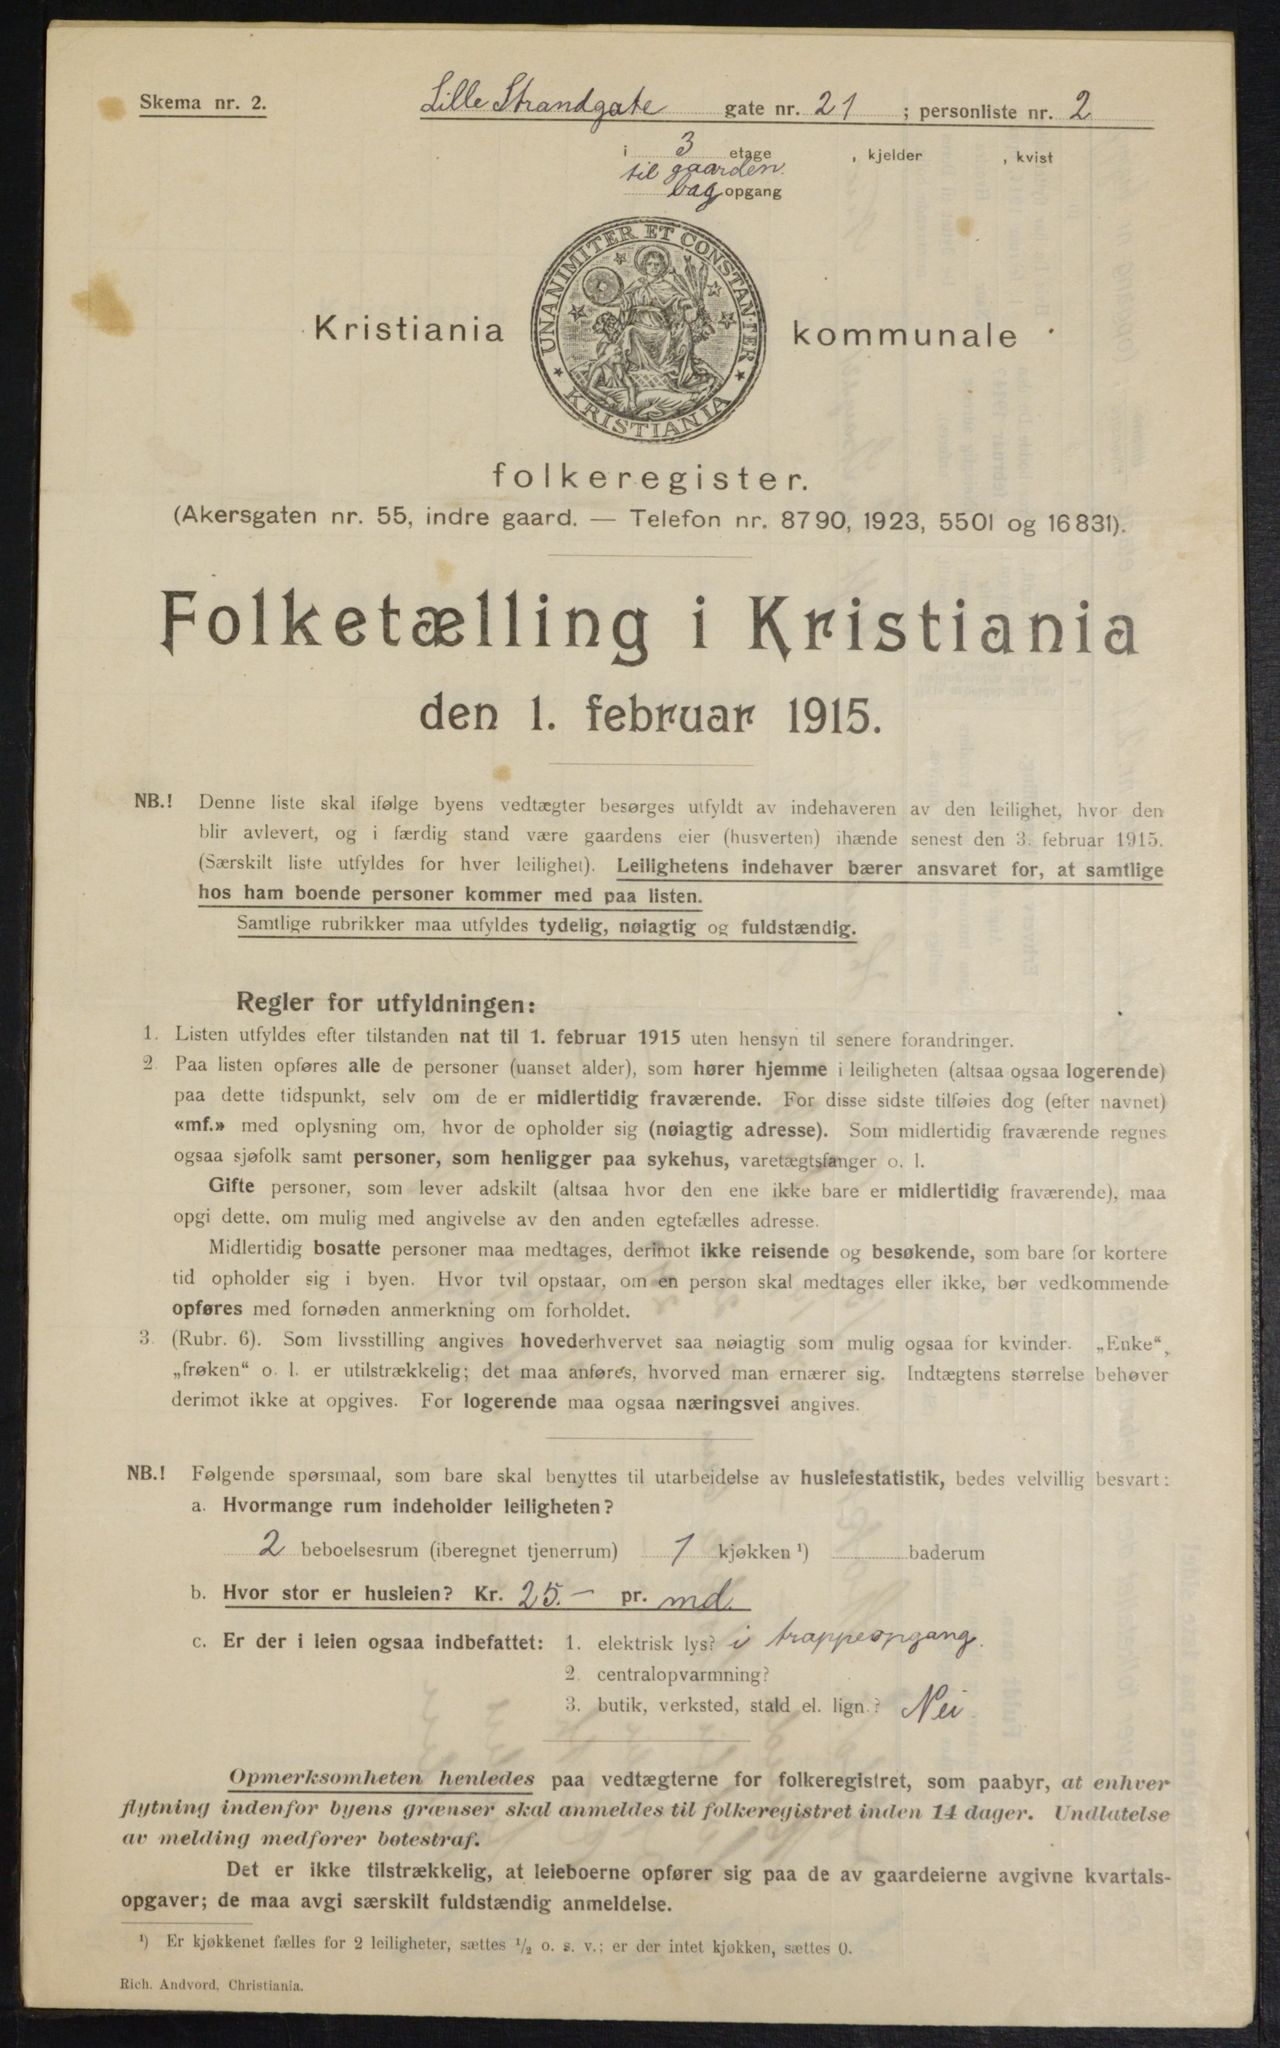 Skema nr. 2.
Lille Strandgate gate nr. 21 ; personliste nr. 2
i 3 etage , kjelder , kvist
til gaarden
bag opgang
UNANIMITER ET CONSTANTER
KRISTIANIA
Kristiania kommunale
folkeregister.
(Akersgaten nr. 55, indre gaard. — Telefon nr. 8790, 1923, 5501 og 16831).
Folketælling i Kristiania
den 1. februar 1915.
NB.! Denne liste skal ifølge byens vedtægter besørges utfyldt av indehaveren av den leilighet, hvor den
blir avlevert, og i færdig stand være gaardens eier (husverten) ihænde senest den 3. februar 1915.
(Særskilt liste utfyldes for hver leilighet). Leilighetens indehaver bærer ansvaret for, at samtlige
hos ham boende personer kommer med paa listen.
Samtlige rubrikker maa utfyldes tydelig, nøiagtig og fuldstændig.
Regler for utfyldningen:
1. Listen utfyldes efter tilstanden nat til 1. februar 1915 uten hensyn til senere forandringer.
2. Paa listen opføres alle de personer (uanset alder), som hører hjemme i leiligheten (altsaa ogsaa logerende)
paa dette tidspunkt, selv om de er midlertidig fraværende. For disse sidste tilføies dog (efter navnet)
«mf.» med oplysning om, hvor de opholder sig (nøiagtig adresse). Som midlertidig fraværende regnes
ogsaa sjøfolk samt personer, som henligger paa sykehus, varetægtsfanger o. l.
Gifte personer, som lever adskilt (altsaa hvor den ene ikke bare er midlertidig fraværende), maa
opgi dette, om mulig med angivelse av den anden egtefælles adresse.
Midlertidig bosatte personer maa medtages, derimot ikke reisende og besøkende, som bare for kortere
tid opholder sig i byen. Hvor tvil opstaar, om en person skal medtages eller ikke, bør vedkommende
opføres med fornøden anmerkning om forholdet.
3. (Rubr. 6). Som livsstilling angives hovederhvervet saa nøiagtig som mulig ogsaa for kvinder. „Enke“,
„frøken“ o. l. er utilstrækkelig; det maa anføres, hvorved man ernærer sig. Indtægtens størrelse behøver
derimot ikke at opgives. For logerende maa ogsaa næringsvei angives.
NB.! Følgende spørsmaal, som bare skal benyttes til utarbeidelse av husleiestatistik, bedes velvillig besvart:
a. Hvormange rum indeholder leiligheten?
2 beboelsesrum (iberegnet tjenerrum) 1 kjøkken ¹) baderum
b. Hvor stor er husleien? Kr. 25.- pr. md.
c. Er der i leien ogsaa indbefattet: 1. elektrisk lys? i trappeopgang.
2. centralopvarmning?
3. butik, verksted, stald el. lign.? Nei
Opmerksomheten henledes paa vedtægterne for folkeregistret, som paabyr, at enhver
flytning indenfor byens grænser skal anmeldes til folkeregistret inden 14 dager. Undlatelse
av melding medfører bøtestraf.
Det er ikke tilstrækkelig, at leieboerne opfører sig paa de av gaardeierne avgivne kvartals-
opgaver; de maa avgi særskilt fuldstændig anmeldelse.
¹) Er kjøkkenet fælles for 2 leiligheter, sættes ¹/₂ o. s. v.; er der intet kjøkken, sættes 0.
Rich. Andvord, Christiania.